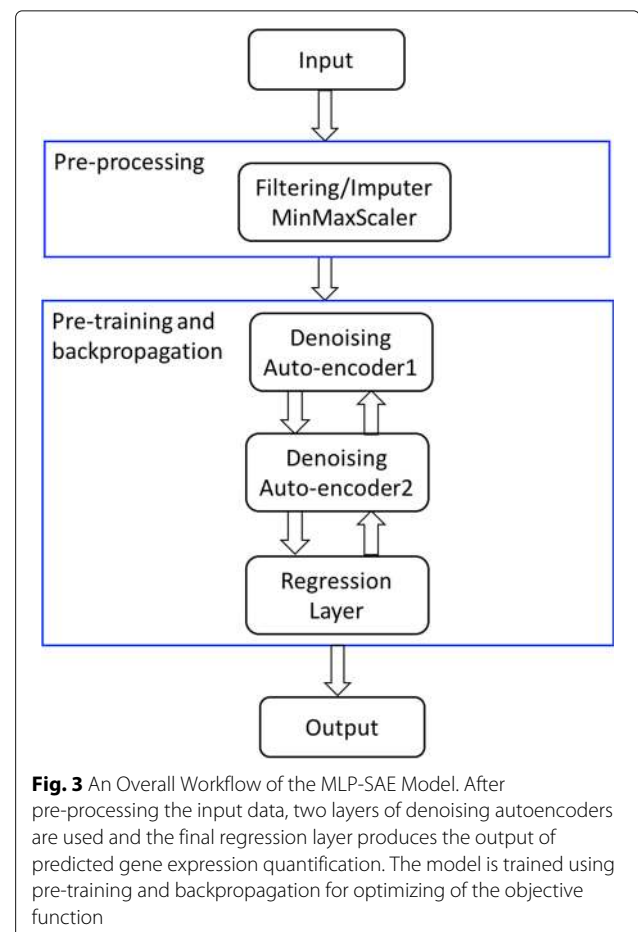 Input
Pre-processing
Filtering/Imputer
MinMaxScaler
Pre-training and
backpropagation
Denoising
Auto-encoder1
Denoising
Auto-encoder2
Regression
Layer
Output
Fig. 3 An Overall Workflow of the MLP-SAE Model. After
pre-processing the input data, two layers of denoising autoencoders
are used and the final regression layer produces the output of
predicted gene expression quantification. The model is trained using
pre-training and backpropagation for optimizing of the objective
function